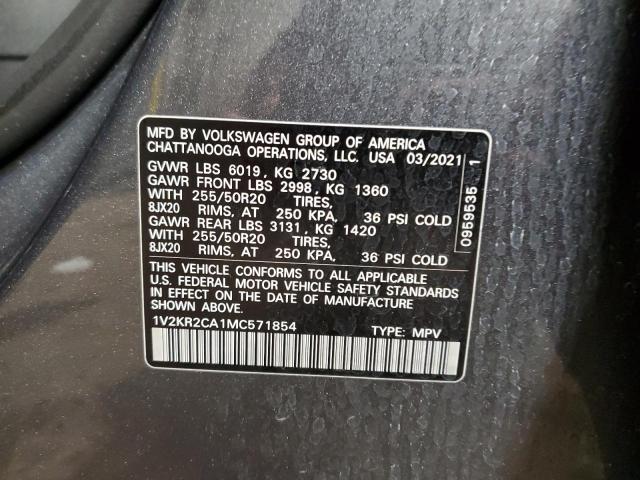 MFD BY VOLKSWAGEN GROUP OF AMERICA
CHATTANOOGA OPERATIONS, LLC. USA 03/2021
GVWR LBS 6019, KG 2730
GAWR FRONT LBS 2998, KG 1360
WITH 255/50R20 TIRES,
8JX20 RIMS, AT 250 KPA, 36 PSI COLD
GAWR REAR LBS 3131, KG 1420
WITH 255/50R20 TIRES,
8JX20 RIMS, AT 250 KPA, 36 PSI COLD
THIS VEHICLE CONFORMS TO ALL APPLICABLE
U.S. FEDERAL MOTOR VEHICLE SAFETY STANDARDS
IN EFFECT ON THE DATE OF MANUFACTURE
SHOWN ABOVE.
1V2KR2CA1MC571854 TYPE: MPV
0959535 1